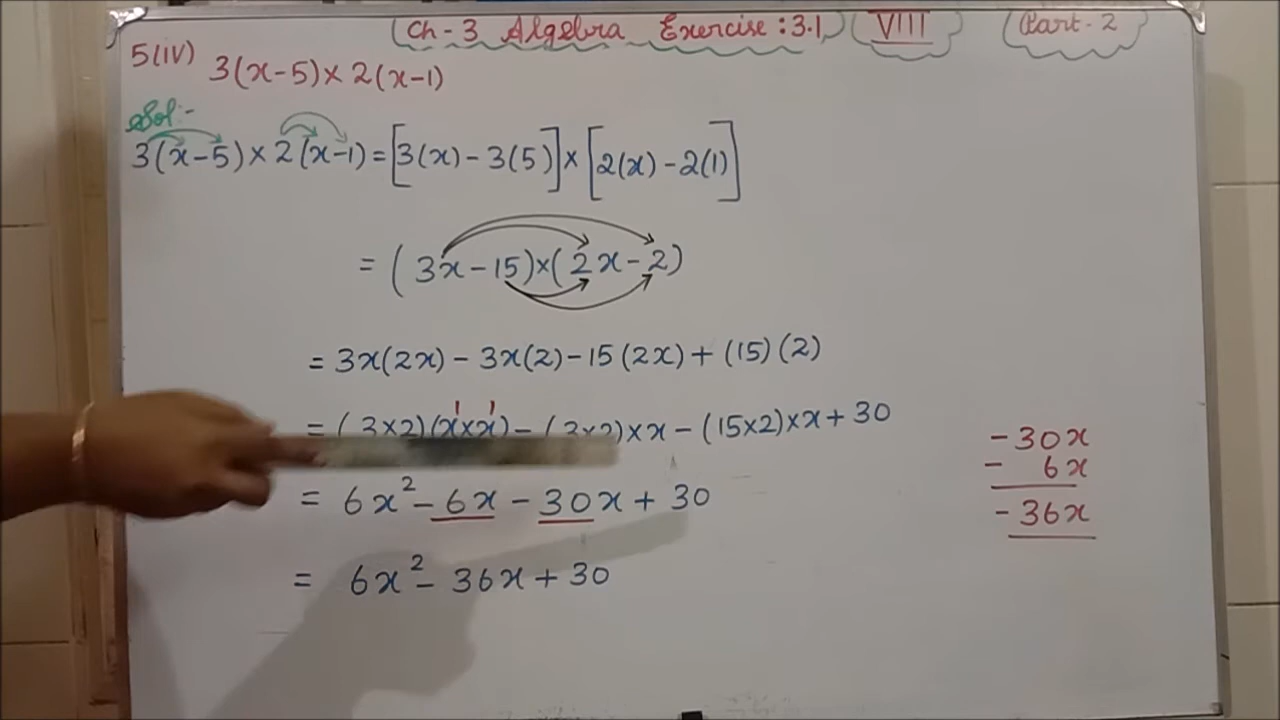 Ch-3 Algebra Exercise:3.1 VIII Part-2
5(iv) 3(x-5)×2(x-1)
Sol:-
3(x-5)×2(x-1)=[3(x)-3(5)]×[2(x)-2(1)]
=(3x-15)×(2x-2)
=3x(2x)-3x(2)-15(2x)+(15)(2)
=(3×2)(x¹×x¹)-(3×2)×x-(15×2)×x+30
=6x²-6x-30x+30
=6x²-36x+30
-30x
- 6x
-36x